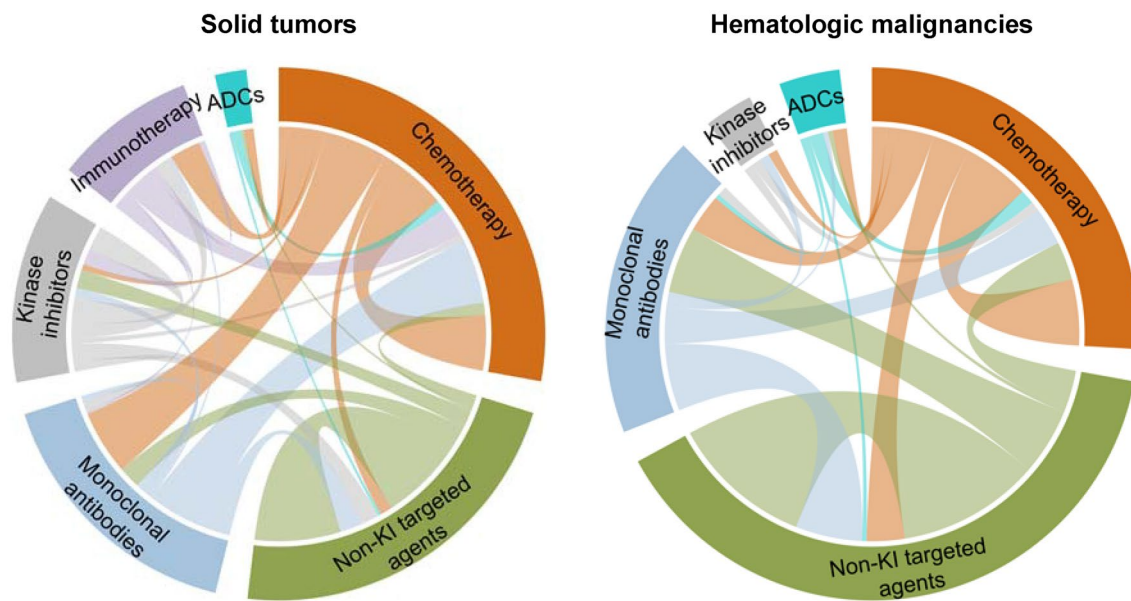 Solid tumors
Hematologic malignancies
ADCs
Immunotherapy
Chemotherapy
Kinase
inhibitors
Monoclonal
antibodies
Non-KI targeted
agents
ADCs
Kinase
inhibitors
Chemotherapy
Monoclonal
antibodies
Non-KI targeted
agents